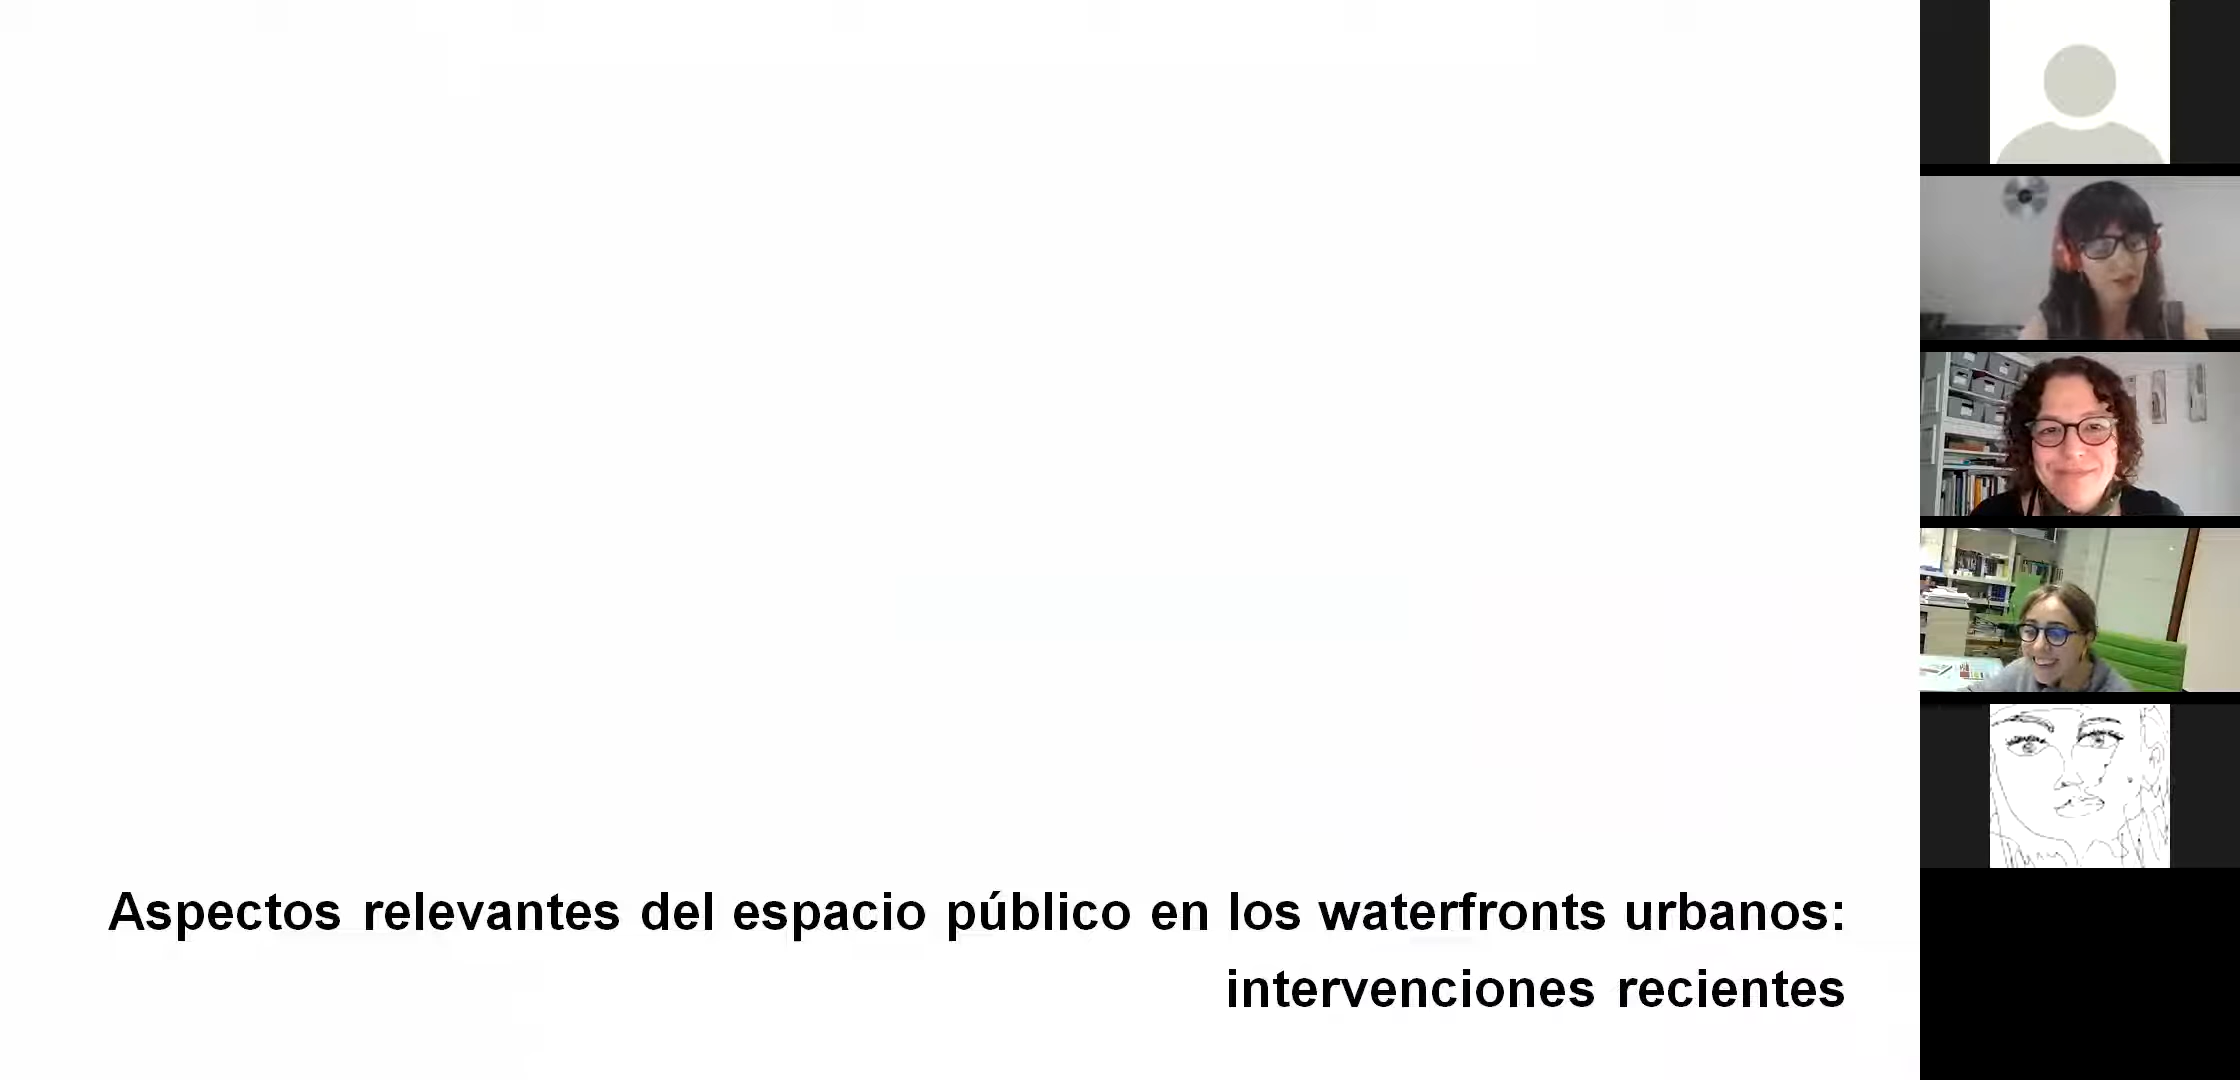 Aspectos relevantes del espacio público en los waterfronts urbanos:
intervenciones recientes